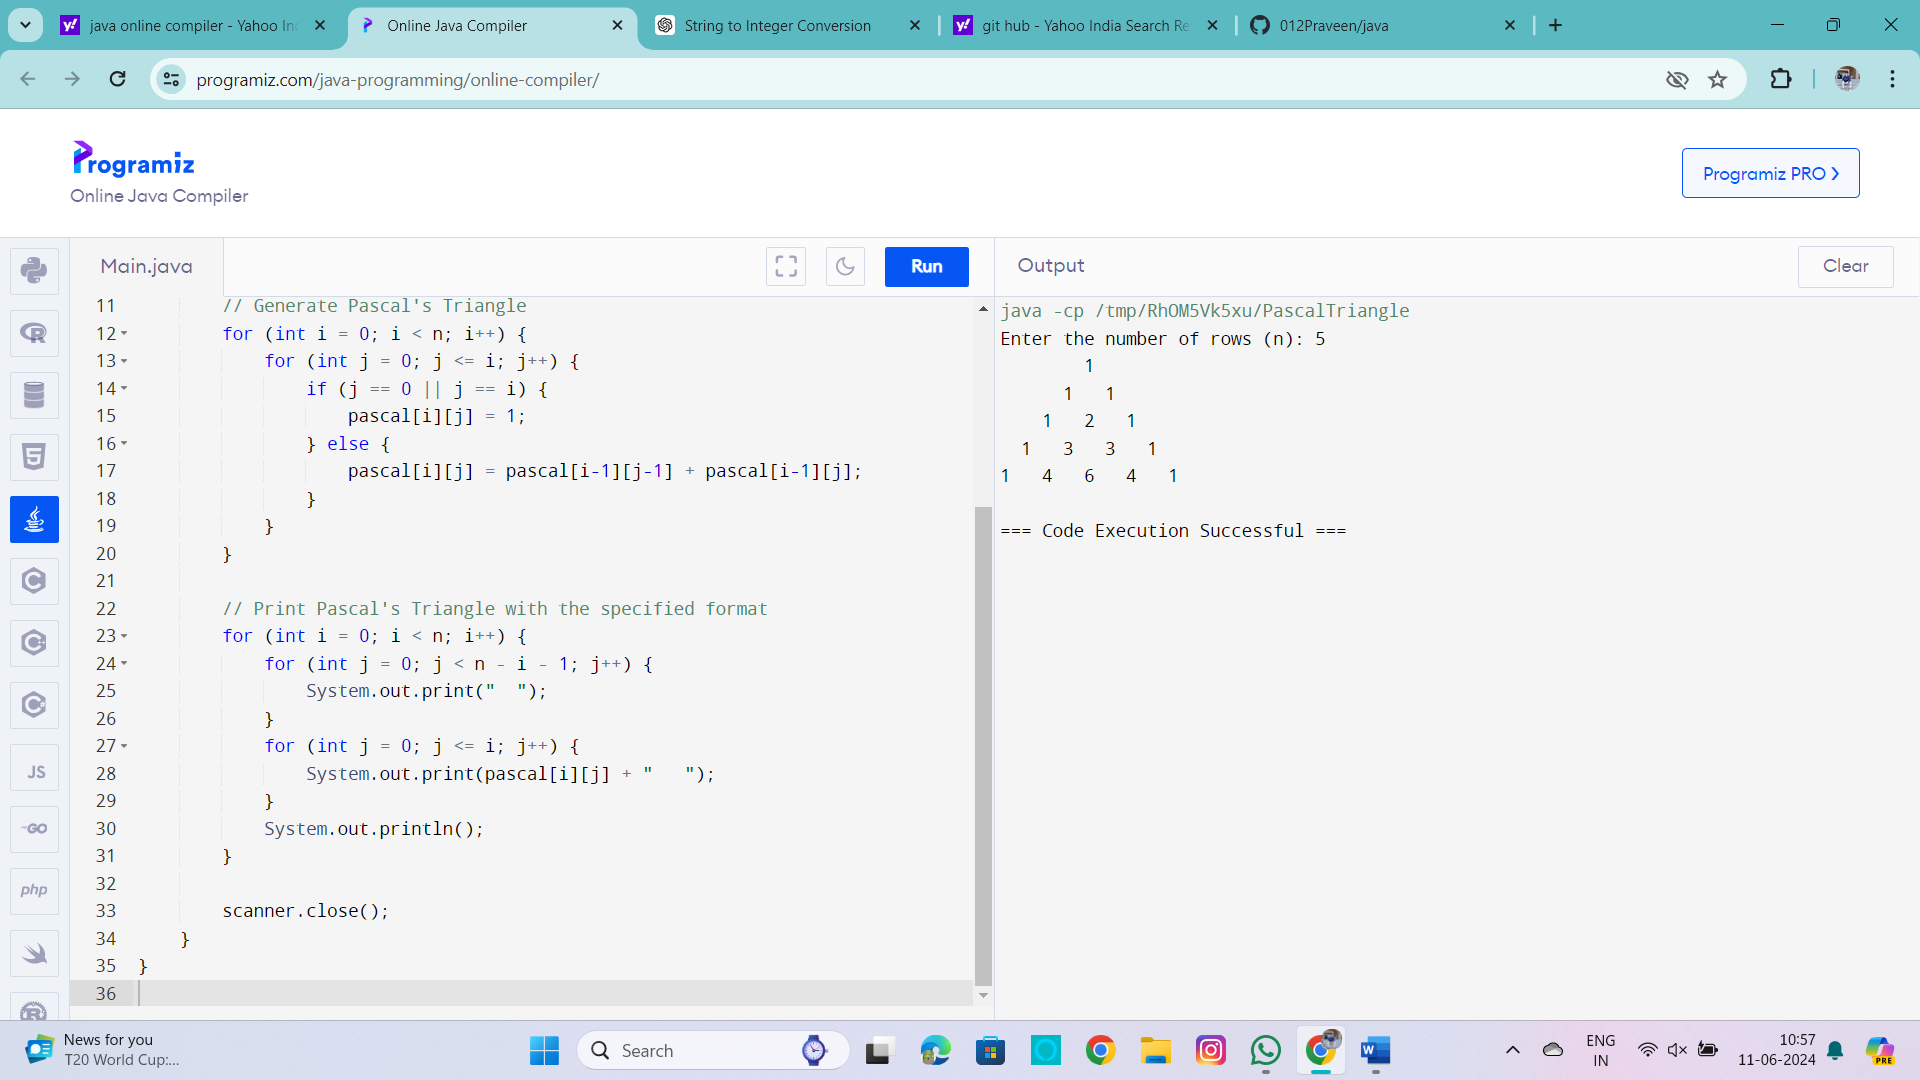 java online compiler - Yahoo In
Online Java Compiler
String to Integer Conversion
git hub - Yahoo India Search Re
012Praveen/java
programiz.com/java-programming/online-compiler/
Programiz
Online Java Compiler
Programiz PRO
Main.java
Run
Output
Clear
11 // Generate Pascal's Triangle
12 for (int i = 0; i < n; i++) {
13 for (int j = 0; j <= i; j++) {
14 if (j == 0 || j == i) {
15 pascal[i][j] = 1;
16 } else {
17 pascal[i][j] = pascal[i-1][j-1] + pascal[i-1][j];
18 }
19 }
20 }
21
22 // Print Pascal's Triangle with the specified format
23 for (int i = 0; i < n; i++) {
24 for (int j = 0; j < n - i - 1; j++) {
25 System.out.print("  ");
26 }
27 for (int j = 0; j <= i; j++) {
28 System.out.print(pascal[i][j] + "   ");
29 }
30 System.out.println();
31 }
32
33 scanner.close();
34 }
35 }
36
java -cp /tmp/RhOM5Vk5xu/PascalTriangle
Enter the number of rows (n): 5
        1
      1   1
    1   2   1
  1   3   3   1
1   4   6   4   1
=== Code Execution Successful ===
JS
GO
php
News for you
T20 World Cup:...
Search
ENG
IN
10:57
11-06-2024
PRE